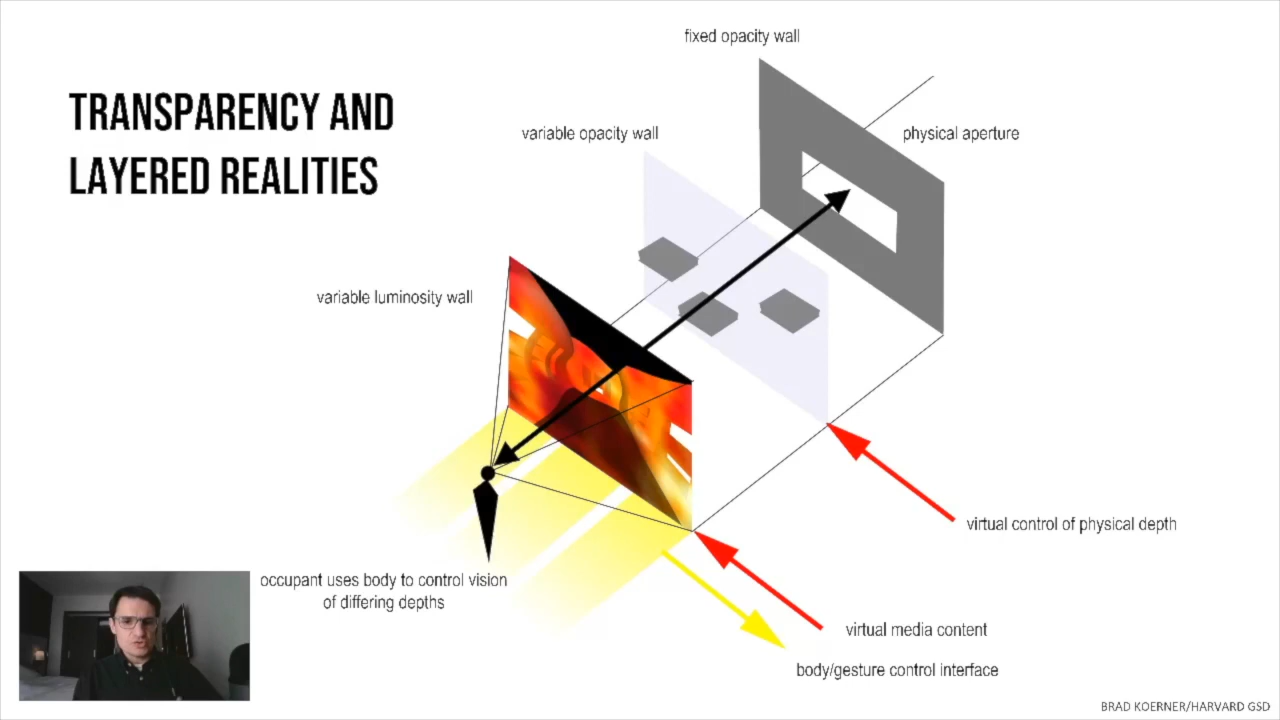 TRANSPARENCY AND
LAYERED REALITIES
fixed opacity wall
variable opacity wall
physical aperture
variable luminosity wall
virtual control of physical depth
occupant uses body to control vision
of differing depths
virtual media content
body/gesture control interface
BRAD KOERNER/HARVARD GSD